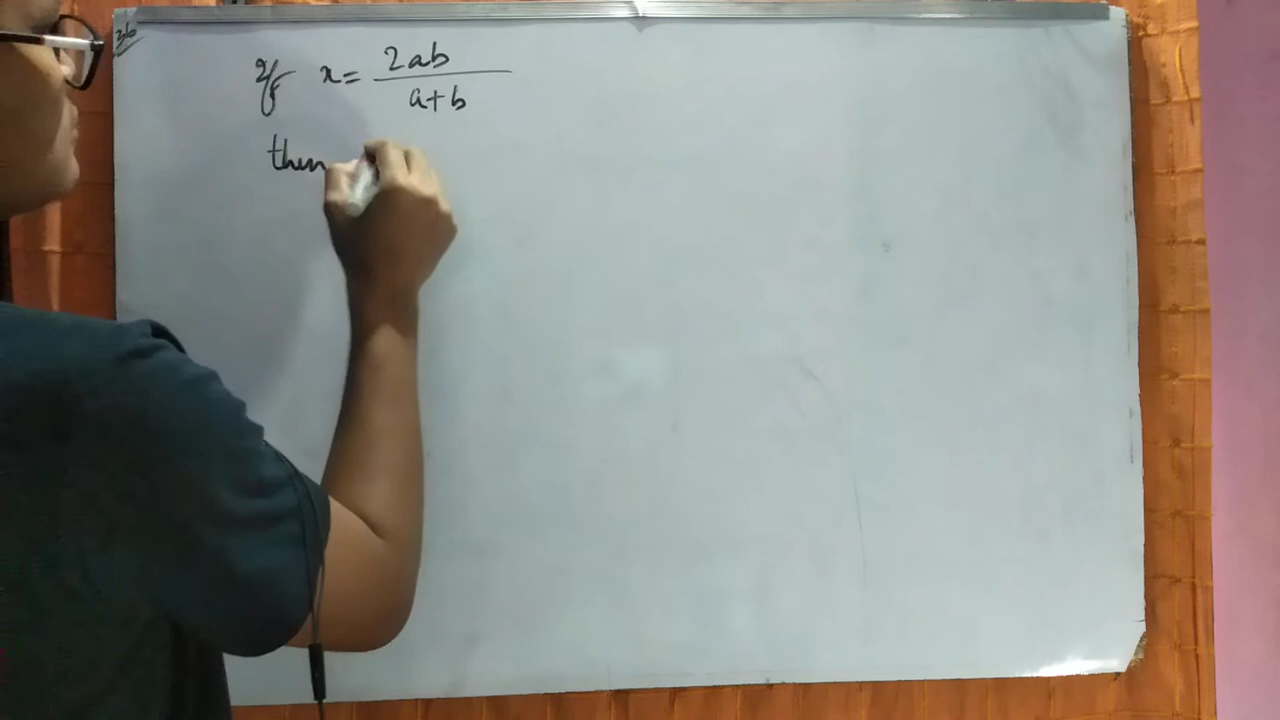 If x = 2ab / a+b
then